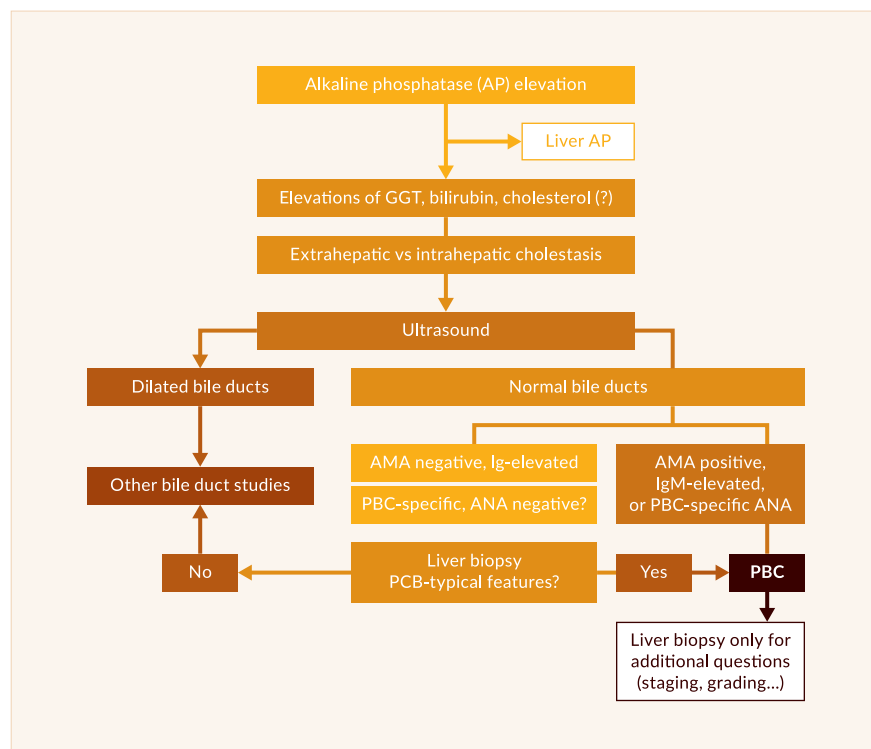 Alkaline phosphatase (AP) elevation
Liver AP
Elevations of GGT, bilirubin, cholesterol (?)
Extrahepatic vs intrahepatic cholestasis
Ultrasound
Dilated bile ducts
Normal bile ducts
AMA negative, Ig-elevated
PBC-specific, ANA negative?
AMA positive,
IgM-elevated,
or PBC-specific ANA
Other bile duct studies
No
Liver biopsy
PCB-typical features?
Yes
PBC
Liver biopsy only for
additional questions
(staging, grading...)